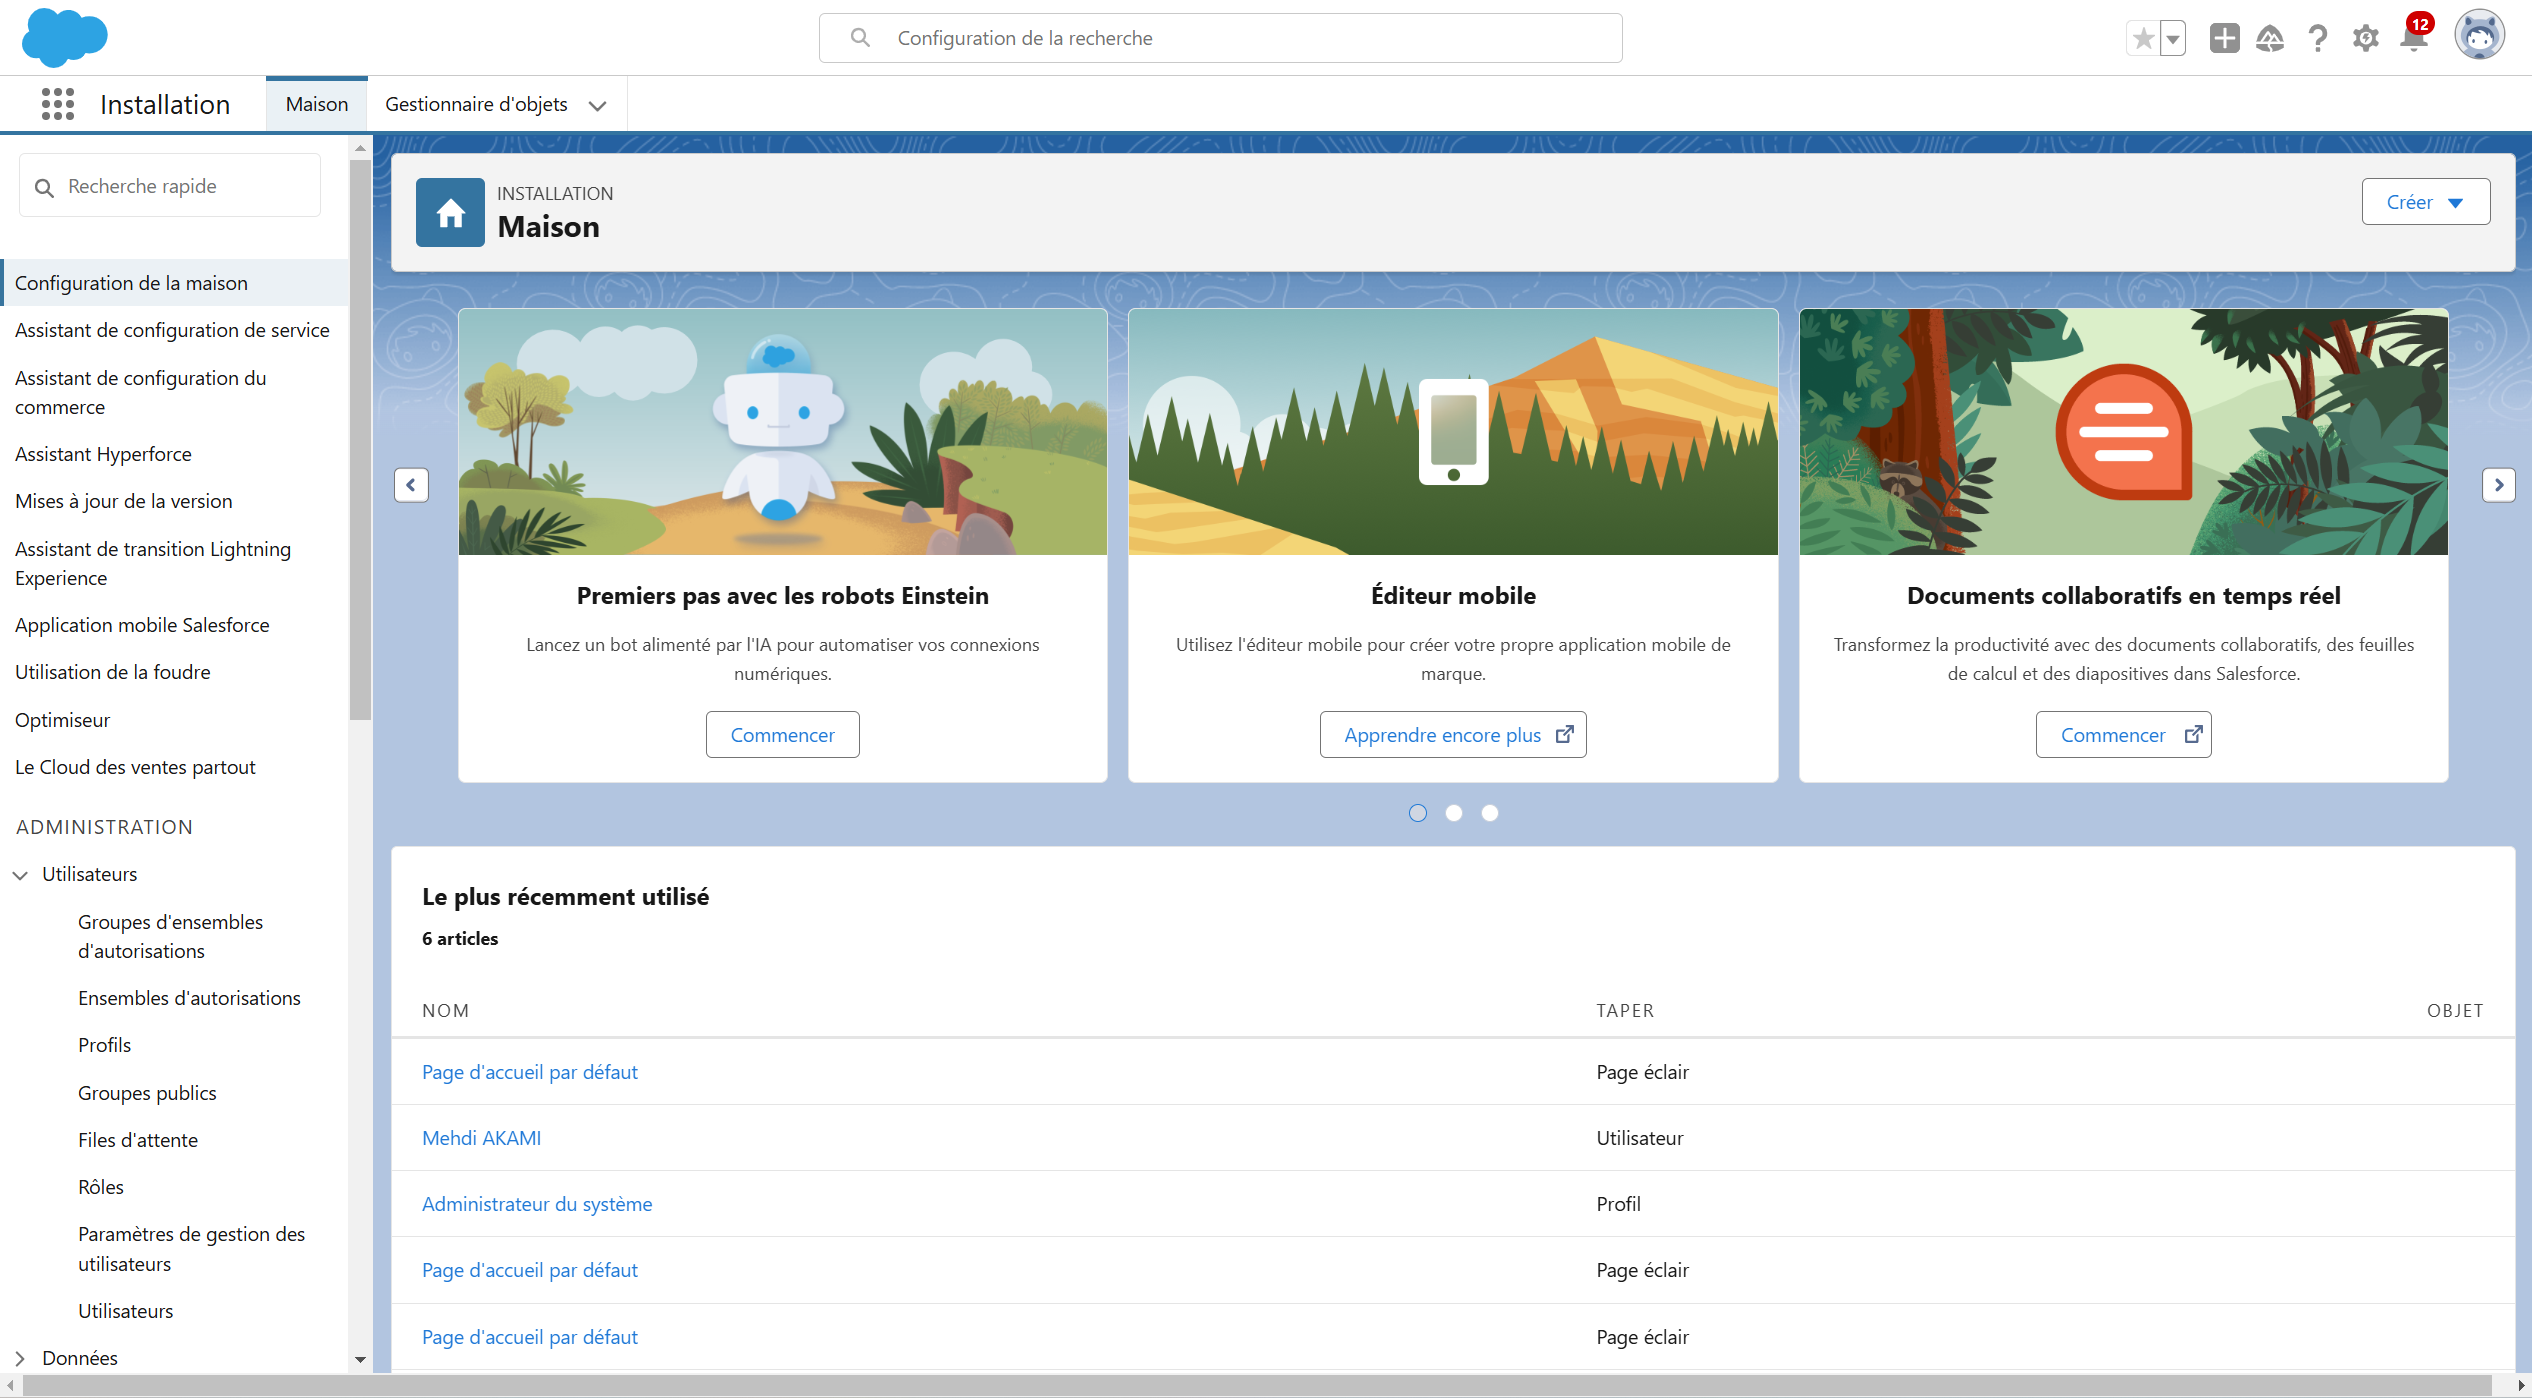 Configuration de la recherche
12
Installation
Maison
Gestionnaire d'objets
Recherche rapide
Configuration de la maison
Assistant de configuration de service
Assistant de configuration du
commerce
Assistant Hyperforce
Mises à jour de la version
Assistant de transition Lightning
Experience
Application mobile Salesforce
Utilisation de la foudre
Optimiseur
Le Cloud des ventes partout
ADMINISTRATION
Utilisateurs
Groupes d'ensembles
d'autorisations
Ensembles d'autorisations
Profils
Groupes publics
Files d'attente
Rôles
Paramètres de gestion des
utilisateurs
Utilisateurs
Données
INSTALLATION
Maison
Créer
Premiers pas avec les robots Einstein
Lancez un bot alimenté par l'IA pour automatiser vos connexions
numériques.
Commencer
Éditeur mobile
Utilisez l'éditeur mobile pour créer votre propre application mobile de
marque.
Apprendre encore plus
Documents collaboratifs en temps réel
Transformez la productivité avec des documents collaboratifs, des feuilles
de calcul et des diapositives dans Salesforce.
Commencer
Le plus récemment utilisé
6 articles
NOM TAPER OBJET
Page d'accueil par défaut Page éclair
Mehdi AKAMI Utilisateur
Administrateur du système Profil
Page d'accueil par défaut Page éclair
Page d'accueil par défaut Page éclair